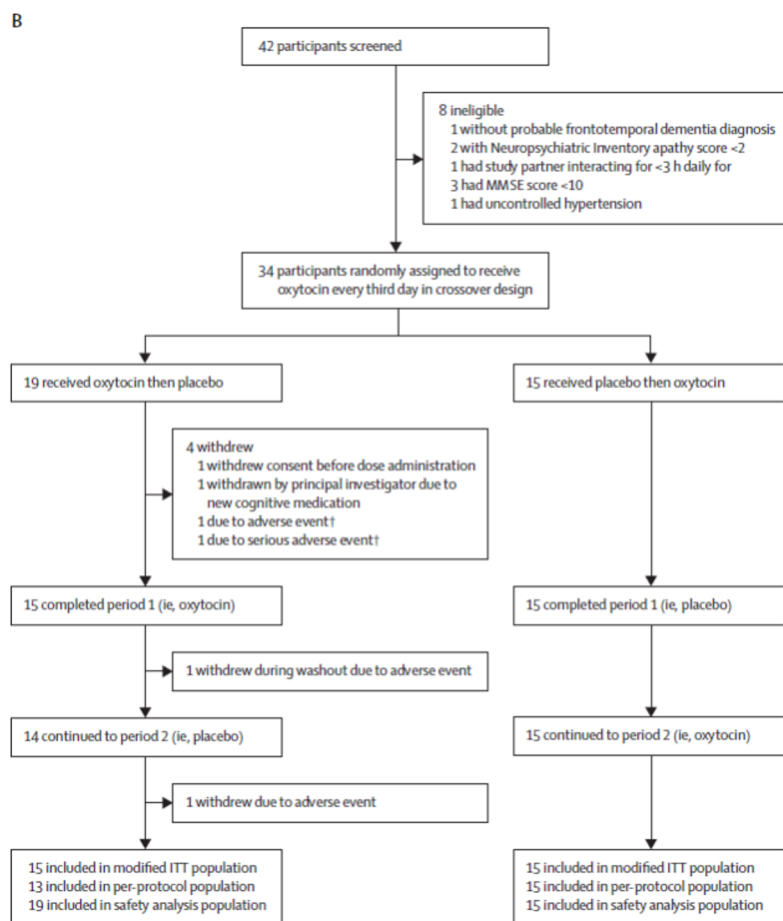 B
42 participants screened
8 ineligible
1 without probable frontotemporal dementia diagnosis
2 with Neuropsychiatric Inventory apathy score <2
1 had study partner interacting for <3 h daily for
3 had MMSE score <10
1 had uncontrolled hypertension
34 participants randomly assigned to receive
oxytocin every third day in crossover design
19 received oxytocin then placebo
15 received placebo then oxytocin
4 withdrew
1 withdrew consent before dose administration
1 withdrawn by principal investigator due to
new cognitive medication
1 due to adverse event†
1 due to serious adverse event†
15 completed period 1 (ie, oxytocin)
15 completed period 1 (ie, placebo)
1 withdrew during washout due to adverse event
14 continued to period 2 (ie, placebo)
15 continued to period 2 (ie, oxytocin)
1 withdrew due to adverse event
15 included in modified ITT population
13 included in per-protocol population
19 included in safety analysis population
15 included in modified ITT population
15 included in per-protocol population
15 included in safety analysis population